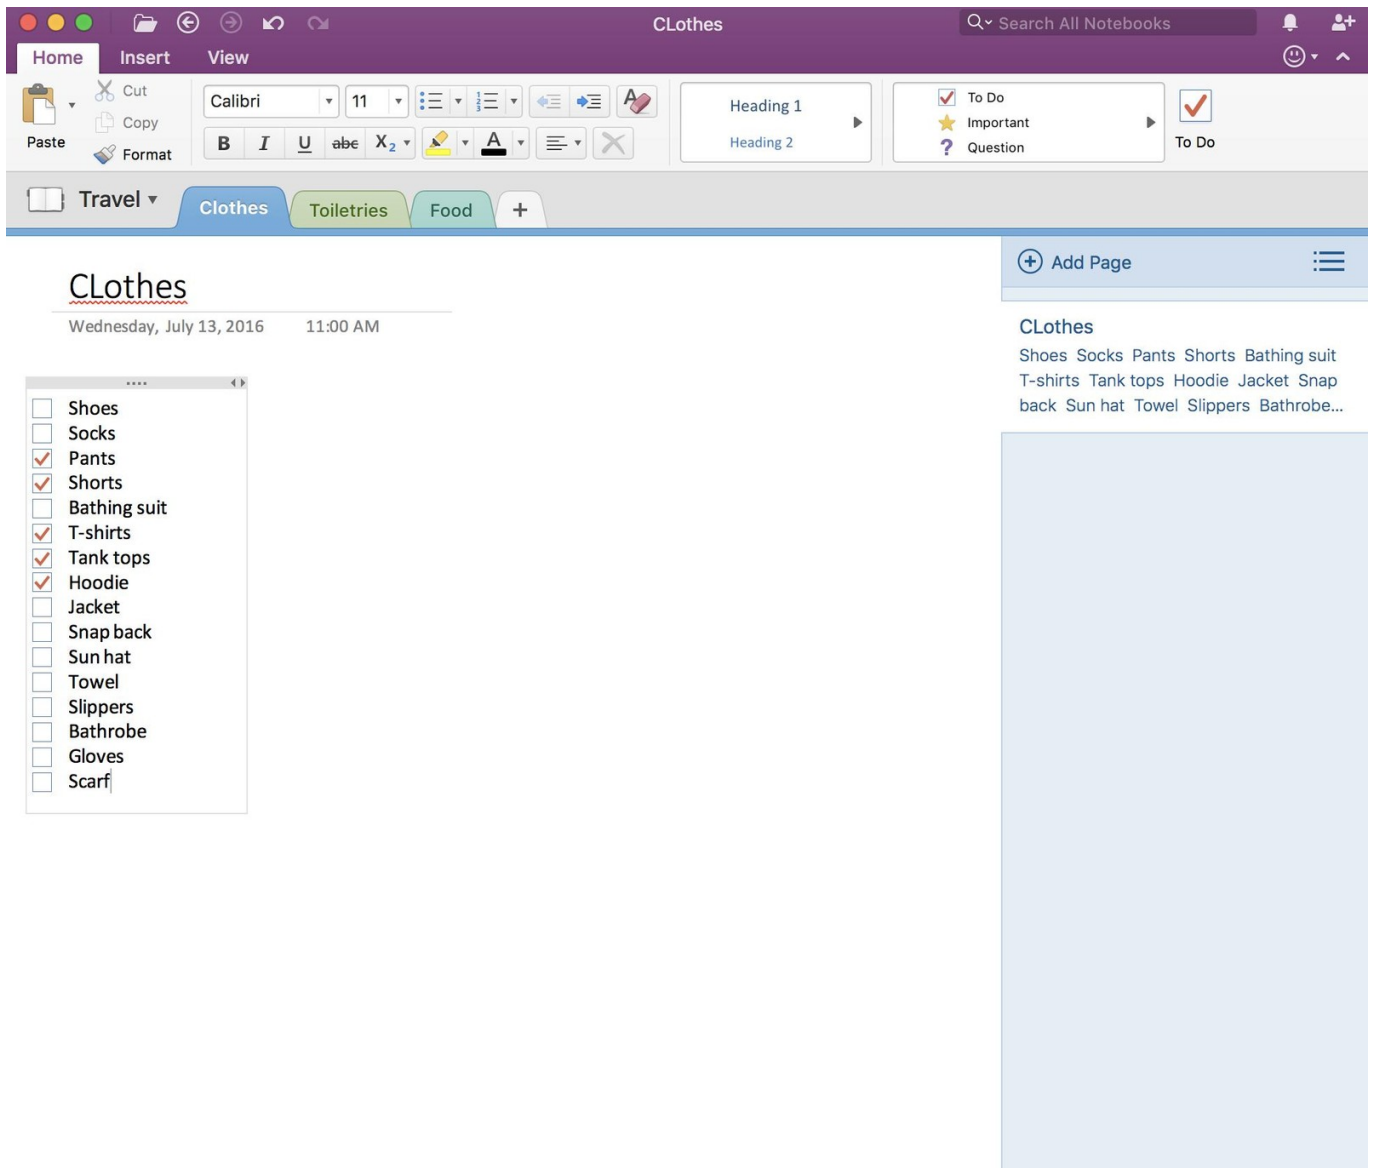 CLothes
Search All Notebooks
Home Insert View
Paste
Cut
Copy
Format
Calibri 11
B I U abc X2 A
Heading 1
Heading 2
To Do
Important
Question
To Do
Travel Clothes Toiletries Food +
CLothes
Wednesday, July 13, 2016 11:00 AM
Shoes
Socks
Pants
Shorts
Bathing suit
T-shirts
Tank tops
Hoodie
Jacket
Snap back
Sun hat
Towel
Slippers
Bathrobe
Gloves
Scarf
Add Page
CLothes
Shoes Socks Pants Shorts Bathing suit
T-shirts Tank tops Hoodie Jacket Snap
back Sun hat Towel Slippers Bathrobe...